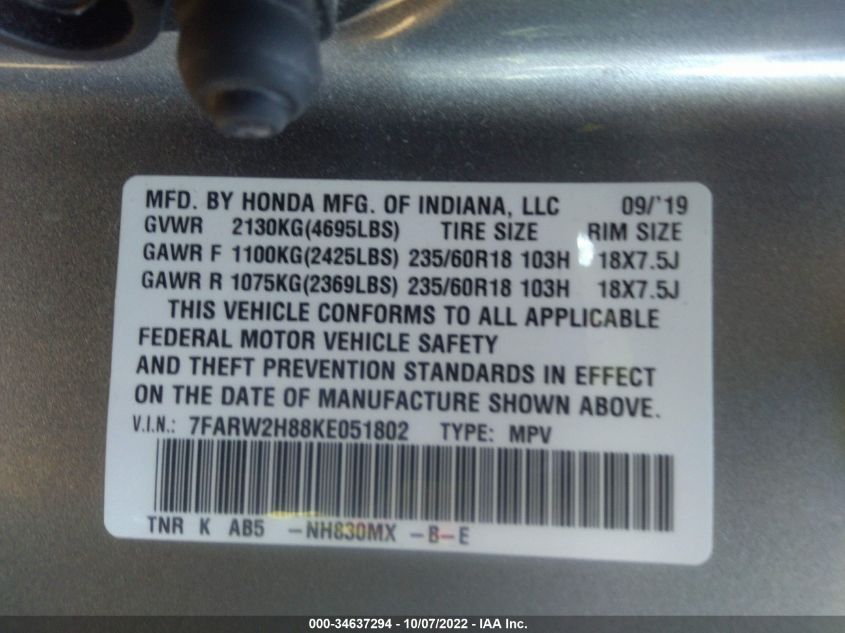 MFD. BY HONDA MFG. OF INDIANA, LLC 09/'19
GVWR 2130KG(4695LBS) TIRE SIZE RIM SIZE
GAWR F 1100KG(2425LBS) 235/60R18 103H 18X7.5J
GAWR R 1075KG(2369LBS) 235/60R18 103H 18X7.5J
THIS VEHICLE CONFORMS TO ALL APPLICABLE
FEDERAL MOTOR VEHICLE SAFETY
AND THEFT PREVENTION STANDARDS IN EFFECT
ON THE DATE OF MANUFACTURE SHOWN ABOVE.
V.I.N.: 7FARW2H88KE051802 TYPE: MPV
TNR K AB5 -NH830MX -B-E
000-34637294 - 10/07/2022 - IAA Inc.